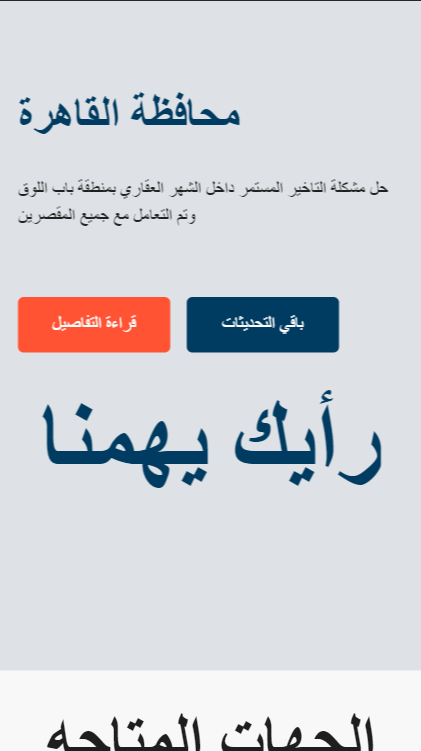 محافظة القاهرة
حل مشكلة التاخير المستمر داخل الشهر العقاري بمنطقة باب اللوق
وتم التعامل مع جميع المقصرين
باقي التحديثات
قراءة التفاصيل
رأيك يهمنا
الجهات المتاحه